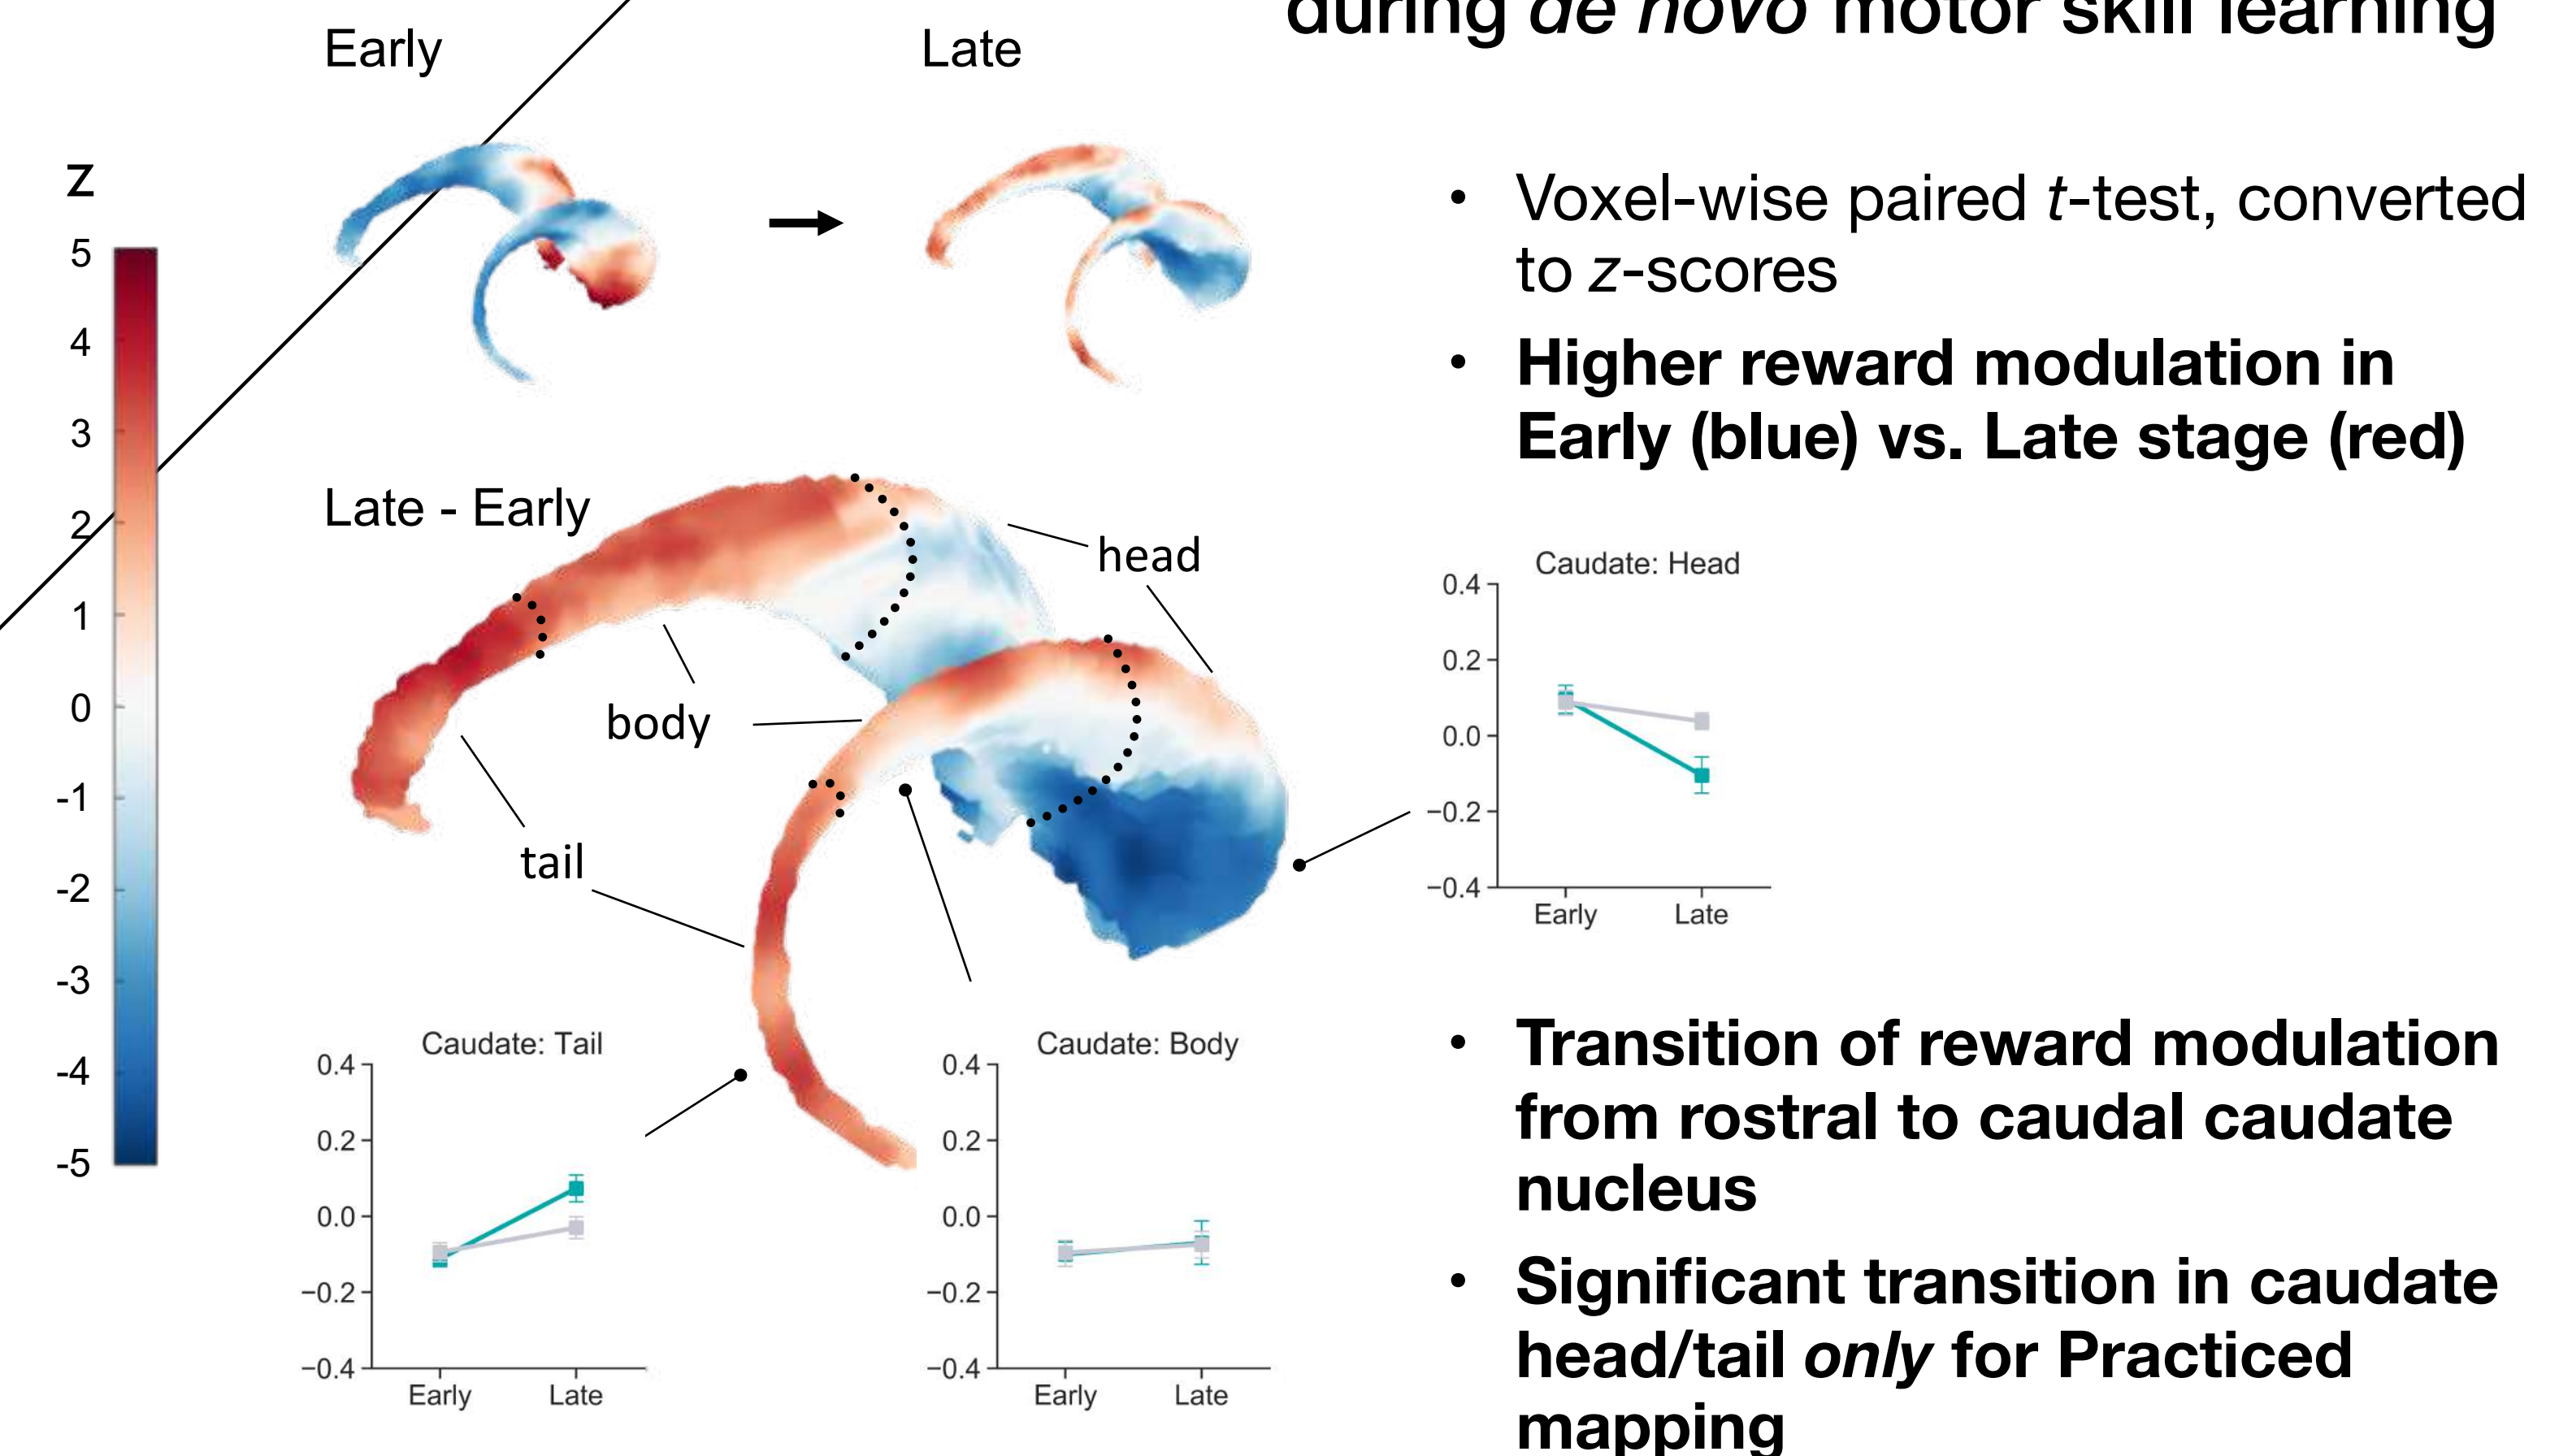 during de novo motor skill learning
Early
Late
z
5
4
3
2
1
0
-1
-2
-3
-4
-5
Late - Early
head
body
tail
• Voxel-wise paired t-test, converted
to z-scores
• Higher reward modulation in
Early (blue) vs. Late stage (red)
Caudate: Head
0.4
0.2
0.0
−0.2
−0.4
Early Late
Caudate: Tail
0.4
0.2
0.0
−0.2
−0.4
Early Late
Caudate: Body
0.4
0.2
0.0
−0.2
−0.4
Early Late
• Transition of reward modulation
from rostral to caudal caudate
nucleus
• Significant transition in caudate
head/tail only for Practiced
mapping